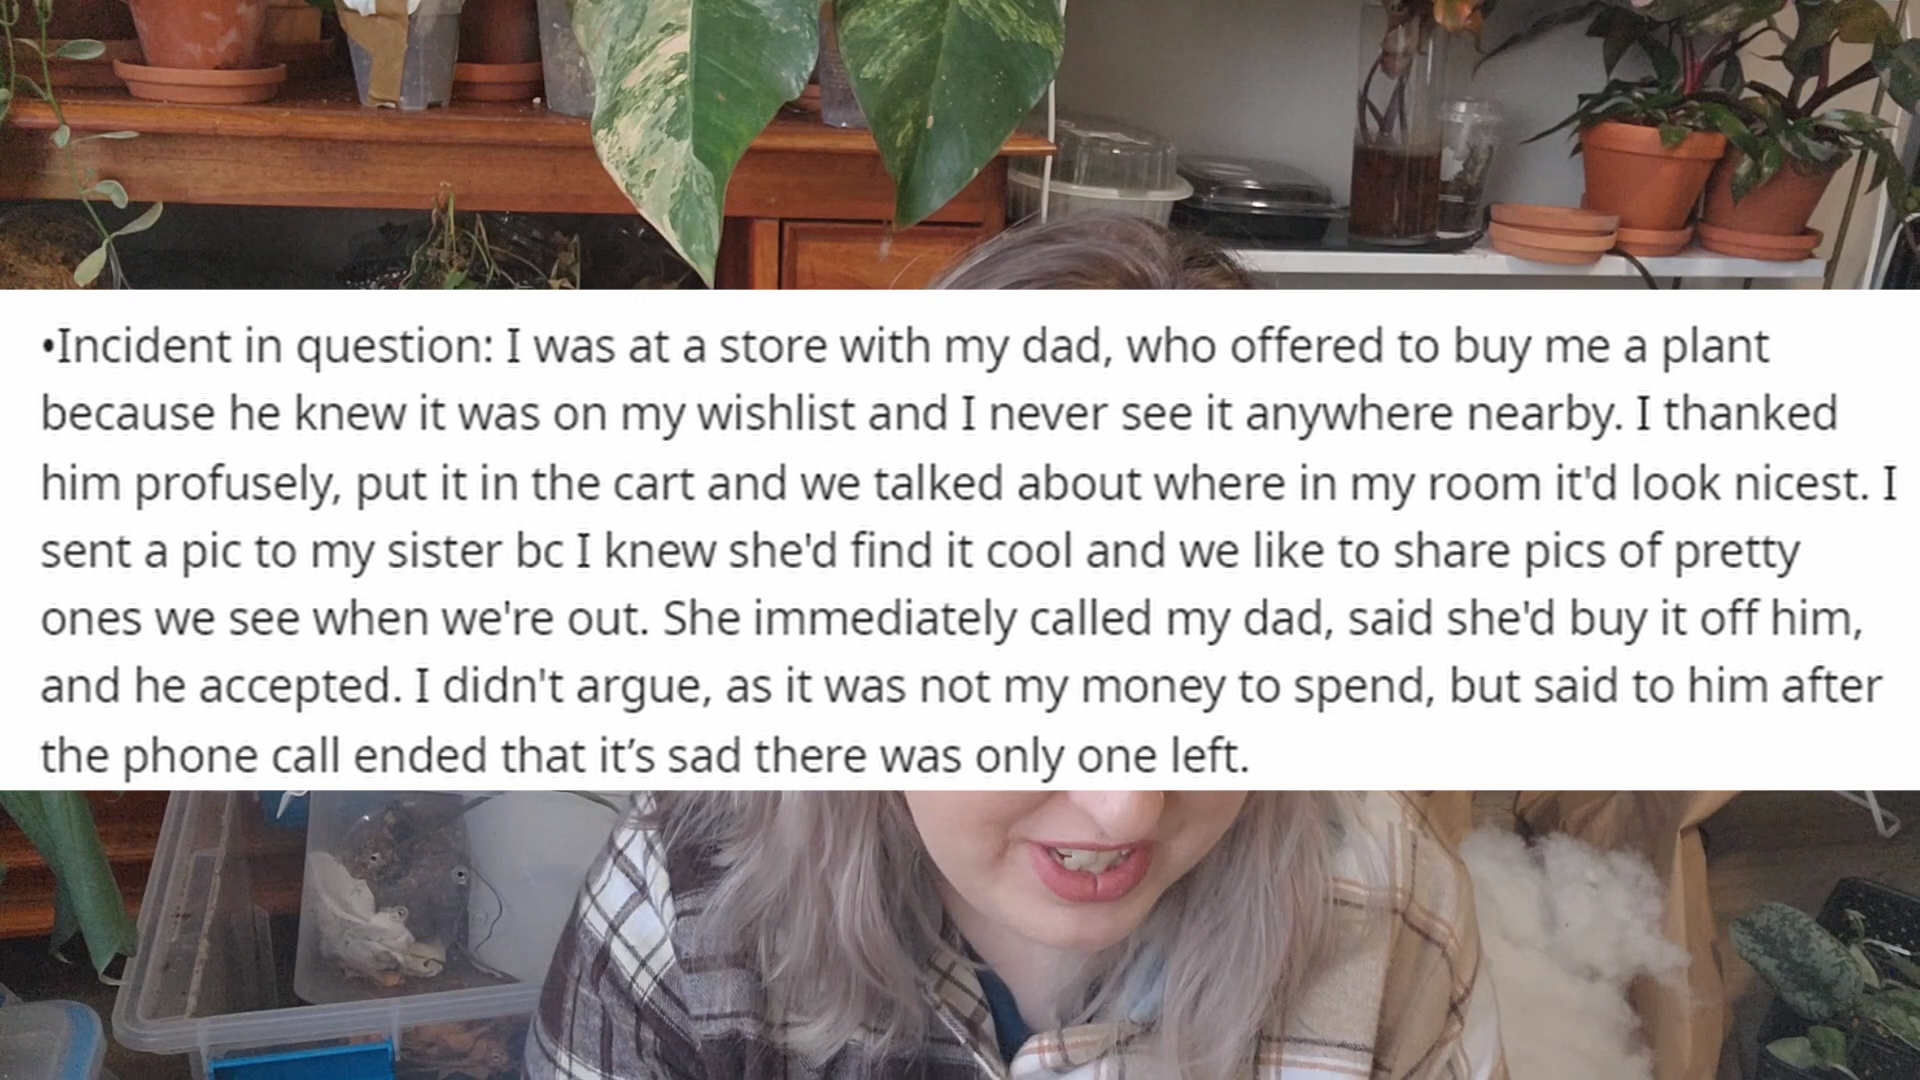 •Incident in question: I was at a store with my dad, who offered to buy me a plant
because he knew it was on my wishlist and I never see it anywhere nearby. I thanked
him profusely, put it in the cart and we talked about where in my room it'd look nicest. I
sent a pic to my sister bc I knew she'd find it cool and we like to share pics of pretty
ones we see when we're out. She immediately called my dad, said she'd buy it off him,
and he accepted. I didn't argue, as it was not my money to spend, but said to him after
the phone call ended that it’s sad there was only one left.